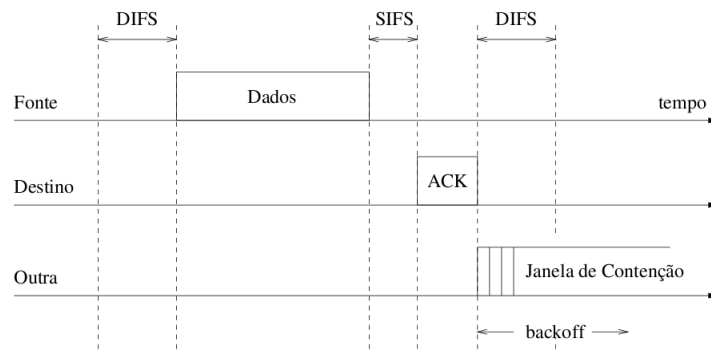 DIFS SIFS DIFS
Fonte Dados tempo
Destino ACK
Outra Janela de Contenção
backoff